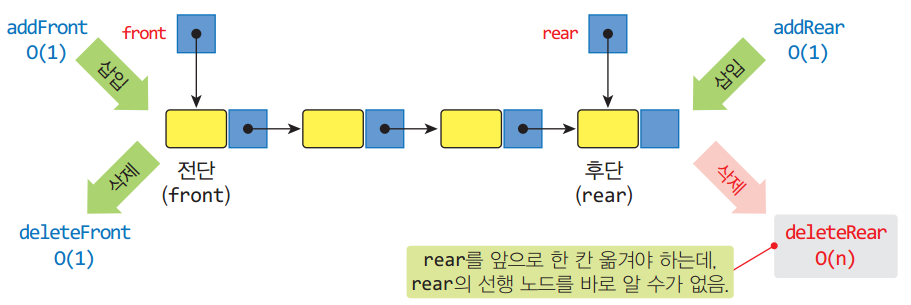 addFront
O(1)
front
rear
addRear
O(1)
삽입
삽입
삭제
전단
(front)
후단
(rear)
삭제
deleteFront
O(1)
deleteRear
O(n)
rear를 앞으로 한 칸 옮겨야 하는데,
rear의 선행 노드를 바로 알 수가 없음.